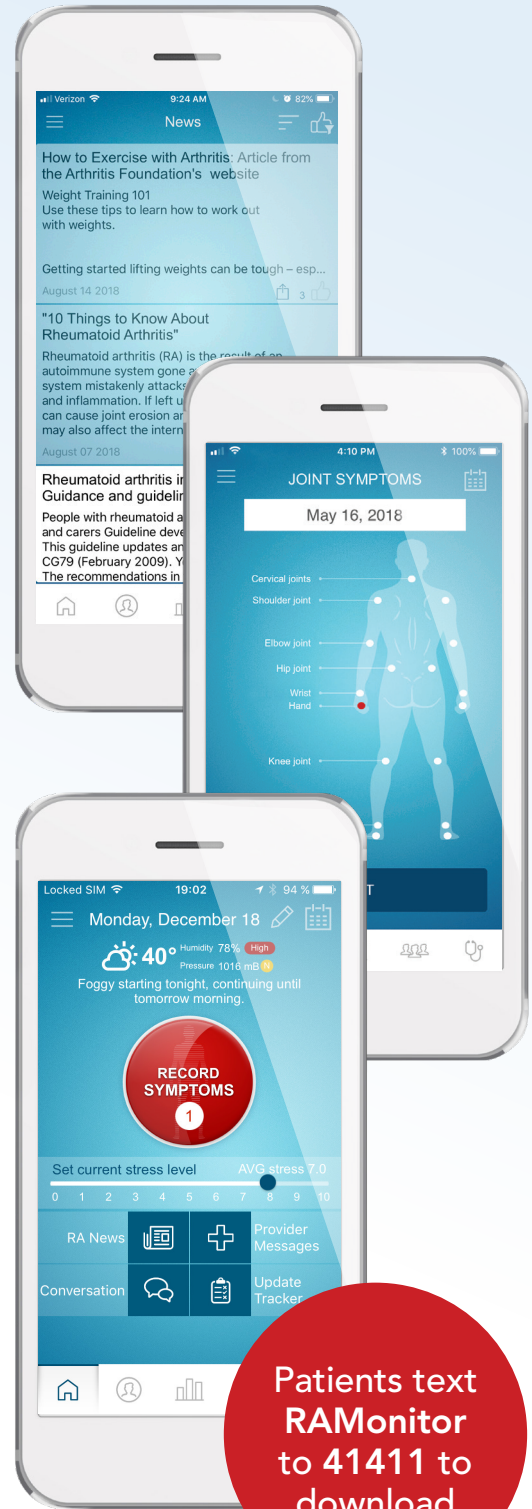 Verizon 9:24 AM 82%
News
How to Exercise with Arthritis: Article from
the Arthritis Foundation's website
Weight Training 101
Use these tips to learn how to work out
with weights.
Getting started lifting weights can be tough – esp...
August 14 2018 3
"10 Things to Know About
Rheumatoid Arthritis"
Rheumatoid arthritis (RA) is the result of an
autoimmune system gone
system mistakenly attacks
and inflammation. If left
can cause joint erosion
may also affect the
August 07 2018
Rheumatoid arthritis
Guidance and
People with rheumatoid
and carers Guideline
This guideline updates
CG79 (February 2009).
The recommendations in
4:10 PM 100%
JOINT SYMPTOMS
May 16, 2018
Cervical joints
Shoulder joint
Elbow joint
Hip joint
Wrist
Hand
Knee joint
T
Locked SIM 19:02 94 %
Monday, December 18
40° Humidity 78% High
Pressure 1016 mB N
Foggy starting tonight, continuing until
tomorrow morning.
RECORD
SYMPTOMS
1
Set current stress level AVG stress 7.0
0 1 2 3 4 5 6 7 8 9 10
RA News
Provider
Messages
Conversation
Update
Tracker
Patients text
RAMonitor
to 41411 to
download